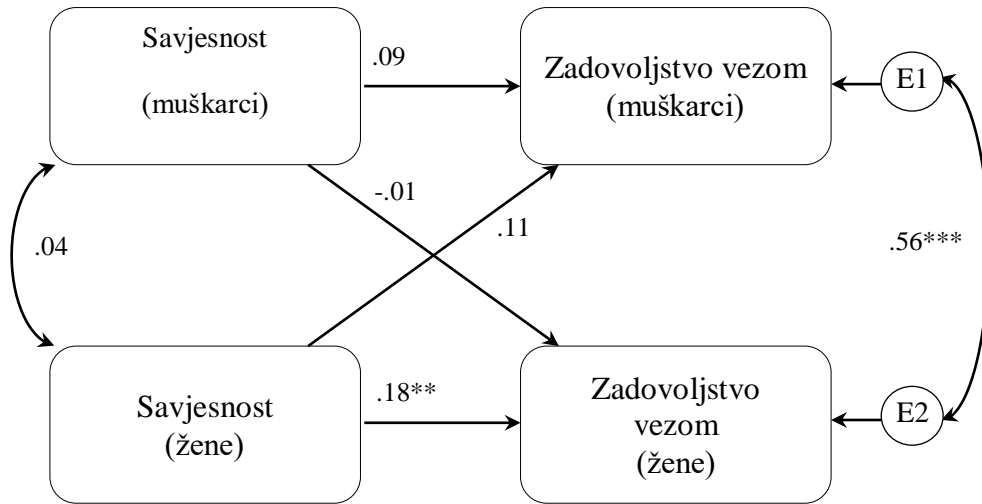 Savjesnost
(muškarci)
.09
Zadovoljstvo vezom
(muškarci)
E1
-.01
.11
.04
.56***
Savjesnost
(žene)
.18**
Zadovoljstvo
vezom
(žene)
E2